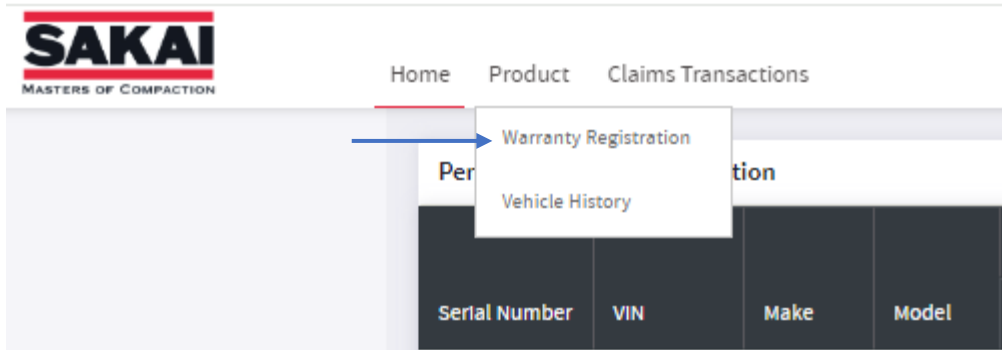 SAKAI
MASTERS OF COMPACTION
Home Product Claims Transactions
Warranty Registration
Per tion
Vehicle History
Serial Number VIN Make Model